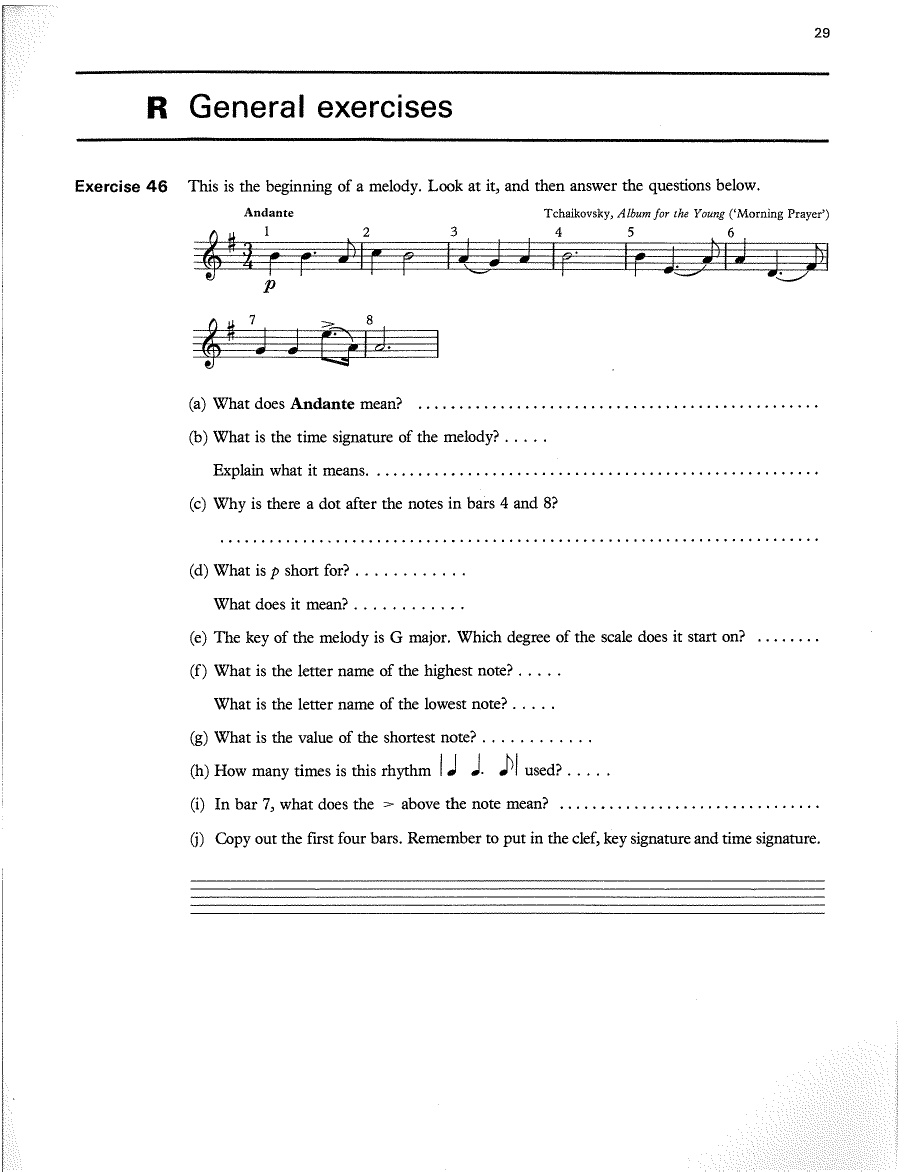 29
R General exercises
Exercise 46 This is the beginning of a melody. Look at it, and then answer the questions below.
Andante Tchaikovsky, Album for the Young (‘Morning Prayer’)
1 2 3 4 5 6
3
4
p
7 8
(a) What does Andante mean? ................................................
(b) What is the time signature of the melody? .....
Explain what it means. ......................................................
(c) Why is there a dot after the notes in bars 4 and 8?
........................................................................
(d) What is p short for? ............
What does it mean? ............
(e) The key of the melody is G major. Which degree of the scale does it start on? ........
(f) What is the letter name of the highest note? .....
What is the letter name of the lowest note? .....
(g) What is the value of the shortest note? ............
(h) How many times is this rhythm | ♩ ♩. ♪ | used? .....
(i) In bar 7, what does the > above the note mean? ................................
(j) Copy out the first four bars. Remember to put in the clef, key signature and time signature.